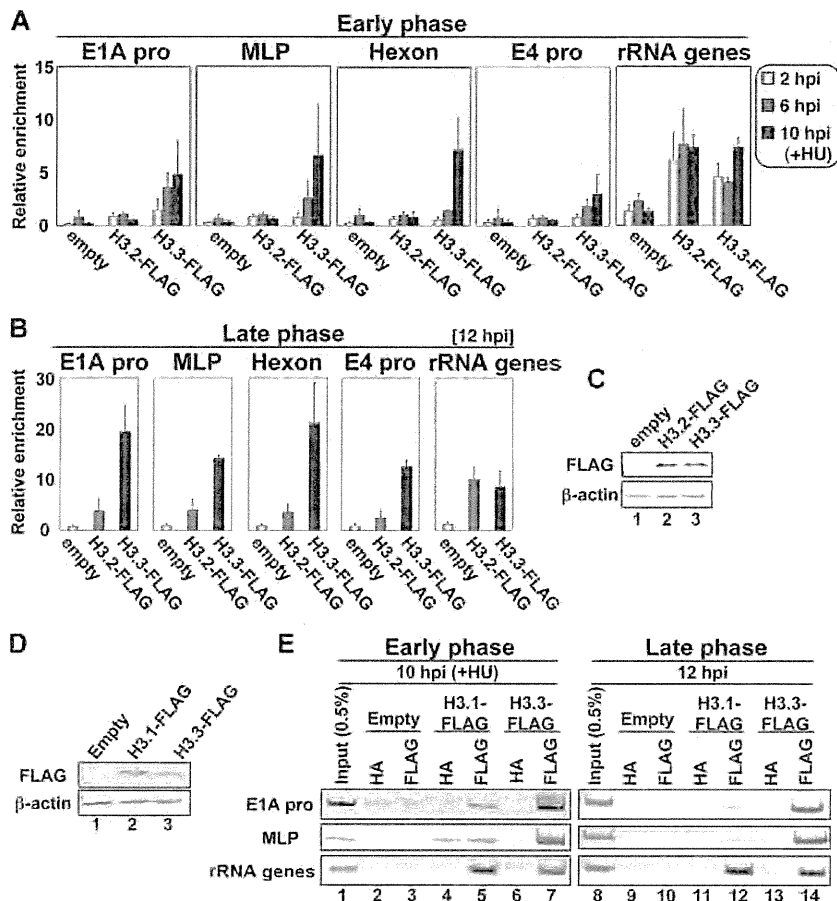 A
Early phase
E1A pro MLP Hexon E4 pro rRNA genes
15
10
5
0
Relative enrichment
2 hpi
6 hpi
10 hpi
(+HU)
empty H3.2-FLAG H3.3-FLAG empty H3.2-FLAG H3.3-FLAG empty H3.2-FLAG H3.3-FLAG empty H3.2-FLAG H3.3-FLAG empty H3.2-FLAG H3.3-FLAG
B
Late phase [12 hpi]
E1A pro MLP Hexon E4 pro rRNA genes
30
20
10
0
Relative enrichment
empty H3.2-FLAG H3.3-FLAG empty H3.2-FLAG H3.3-FLAG empty H3.2-FLAG H3.3-FLAG empty H3.2-FLAG H3.3-FLAG empty H3.2-FLAG H3.3-FLAG
C
empty H3.2-FLAG H3.3-FLAG
FLAG
β-actin
1 2 3
D
Empty H3.1-FLAG H3.3-FLAG
FLAG
β-actin
1 2 3
E
Early phase Late phase
10 hpi (+HU) 12 hpi
Input (0.5%) Empty H3.1-FLAG H3.3-FLAG Input (0.5%) Empty H3.1-FLAG H3.3-FLAG
HA FLAG HA FLAG HA FLAG HA FLAG HA FLAG HA FLAG
E1A pro
MLP
rRNA genes
1 2 3 4 5 6 7 8 9 10 11 12 13 14